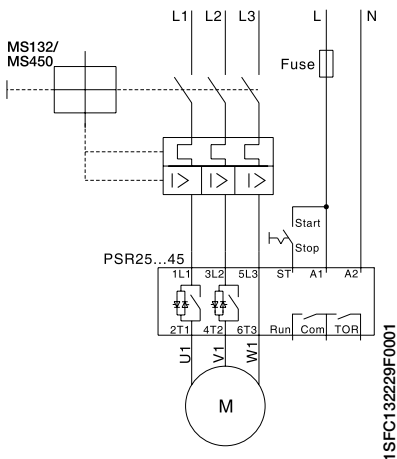 L1 L2 L3 L N
MS132/
MS450
Fuse
I> I> I>
Start
Stop
PSR25...45
1L1 3L2 5L3 ST A1 A2
2T1 4T2 6T3 Run Com TOR
U1 V1 W1
M
1SFC132229F0001